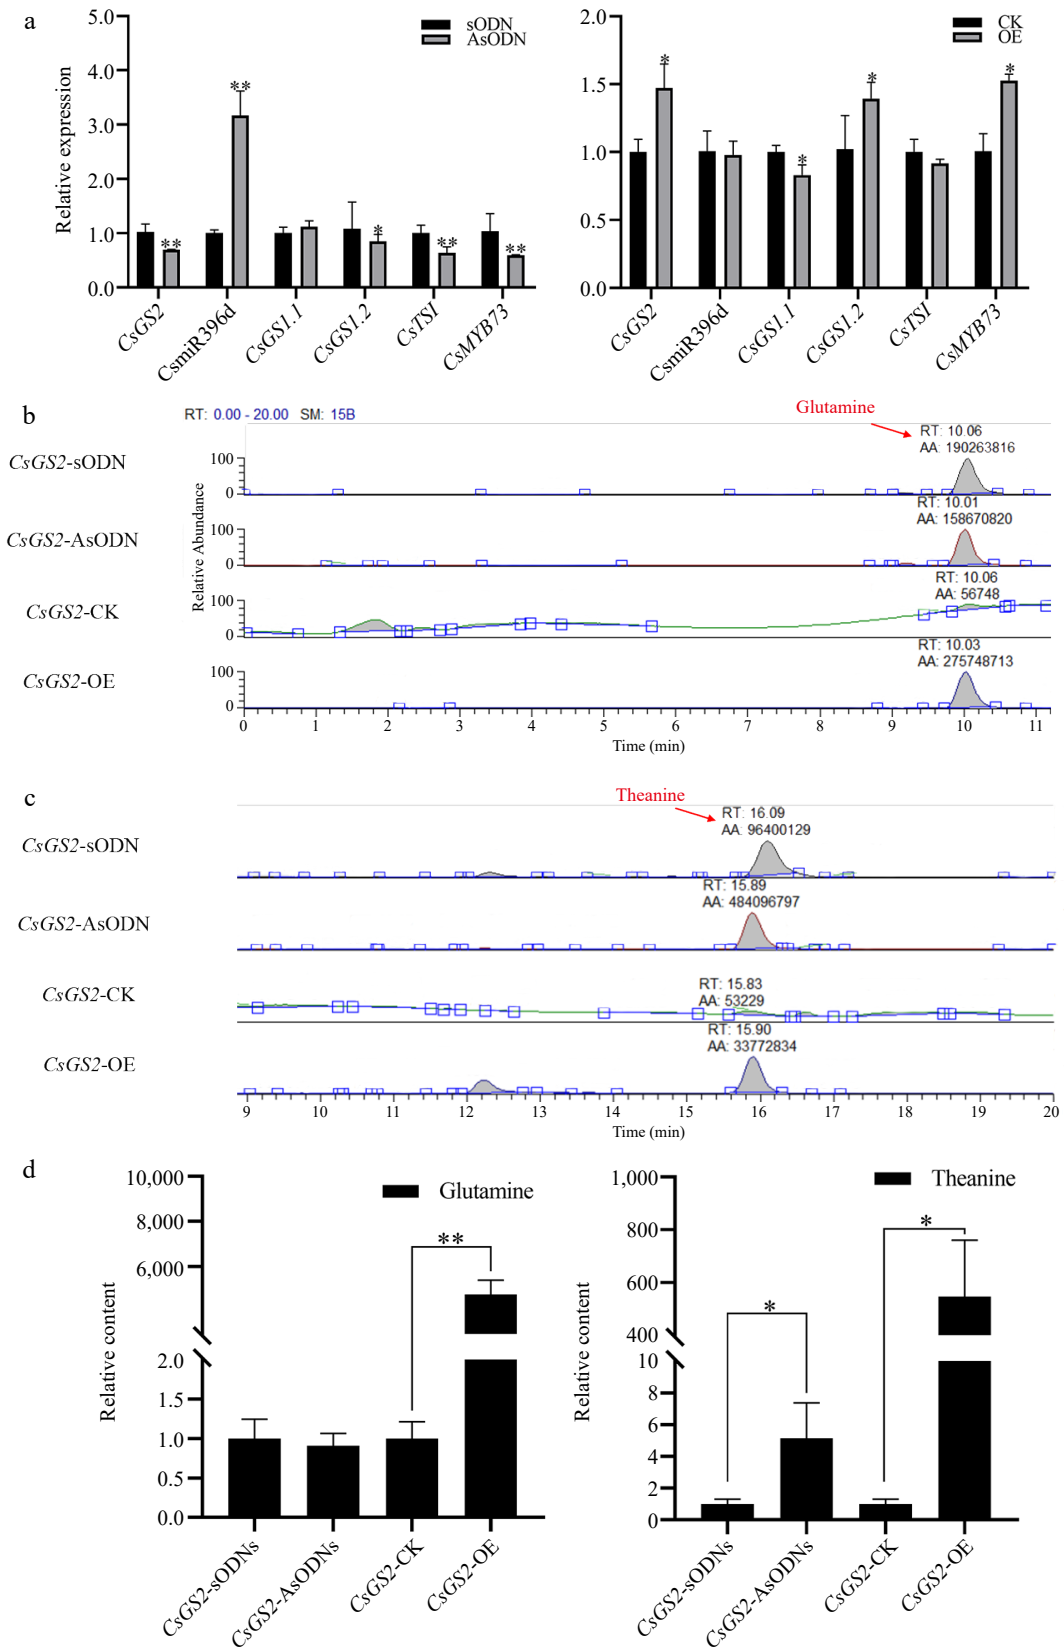 a
5.0
4.0
3.0
2.0
1.0
0.0
Relative expression
sODN
AsODN
**
**
*
**
**
CsGS2
CsmiR396d
CsGS1.1
CsGS1.2
CsTSI
CsMYB73
2.0
1.5
1.0
0.5
0.0
CK
OE
*
*
*
*
CsGS2
CsmiR396d
CsGS1.1
CsGS1.2
CsTSI
CsMYB73
b
RT: 0.00 - 20.00 SM: 15B
Glutamine
Relative Abundance
CsGS2-sODN
100
0
RT: 10.06
AA: 190263816
CsGS2-AsODN
100
0
RT: 10.01
AA: 158670820
CsGS2-CK
100
0
RT: 10.06
AA: 56748
CsGS2-OE
100
0
RT: 10.03
AA: 275748713
0 1 2 3 4 5 6 7 8 9 10 11
Time (min)
c
Theanine
CsGS2-sODN
RT: 16.09
AA: 96400129
CsGS2-AsODN
RT: 15.89
AA: 484096797
CsGS2-CK
RT: 15.83
AA: 53229
CsGS2-OE
RT: 15.90
AA: 33772834
9 10 11 12 13 14 15 16 17 18 19 20
Time (min)
d
10,000
8,000
6,000
2.0
1.5
1.0
0.5
0.0
Relative content
Glutamine
**
CsGS2-sODNs
CsGS2-AsODNs
CsGS2-CK
CsGS2-OE
1,000
800
600
400
10
8
6
4
2
0
Relative content
Theanine
*
*
CsGS2-sODNs
CsGS2-AsODNs
CsGS2-CK
CsGS2-OE